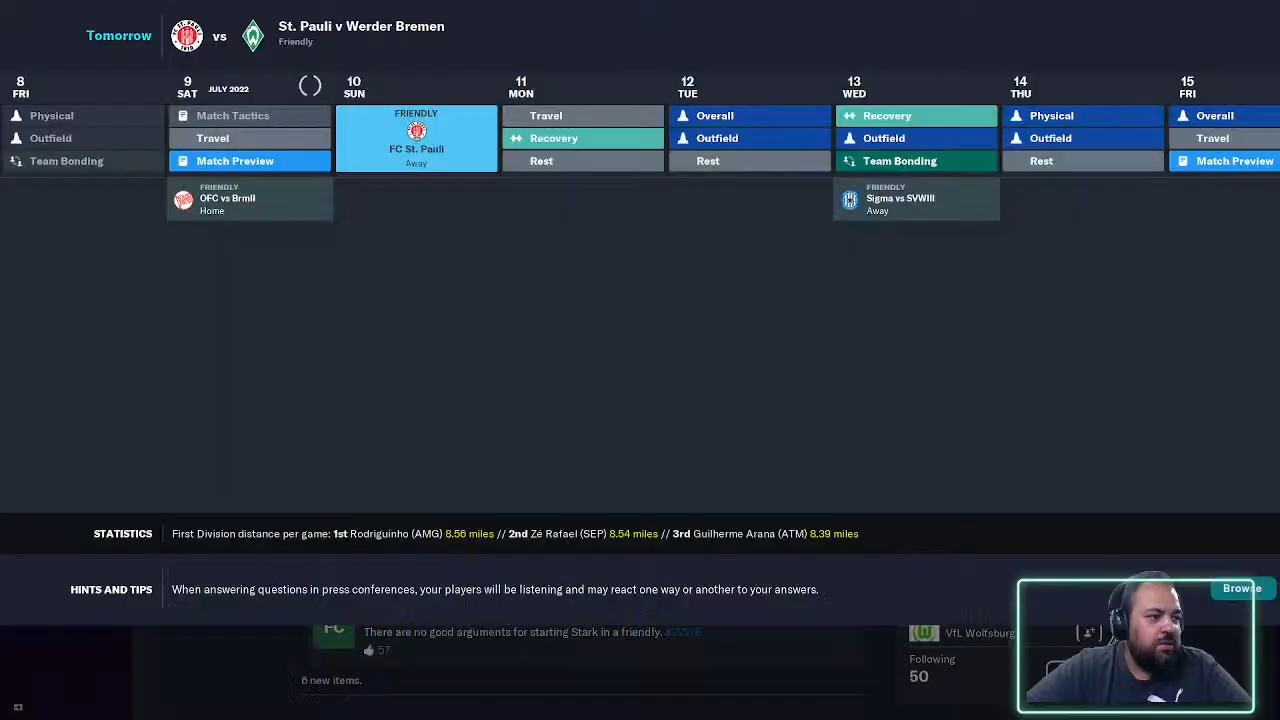 Tomorrow
vs
St. Pauli v Werder Bremen
Friendly
8
FRI
9
SAT
JULY 2022
10
SUN
11
MON
12
TUE
13
WED
14
THU
15
FRI
Physical
Match Tactics
FRIENDLY
FC St. Pauli
Away
Travel
Overall
Recovery
Physical
Overall
Outfield
Travel
Recovery
Outfield
Outfield
Outfield
Travel
Team Bonding
Match Preview
Rest
Rest
Team Bonding
Rest
Match Preview
FRIENDLY
OFC vs BrmII
Home
FRIENDLY
Sigma vs SVWIII
Away
STATISTICS
First Division distance per game: 1st Rodriguinho (AMG) 8.56 miles // 2nd Zé Rafael (SEP) 8.54 miles // 3rd Guilherme Arana (ATM) 8.39 miles
HINTS AND TIPS
When answering questions in press conferences, your players will be listening and may react one way or another to your answers.
Browse
FC
There are no good arguments for starting Stark in a friendly. #SVWE
57
6 new items.
VfL Wolfsburg
Following
50